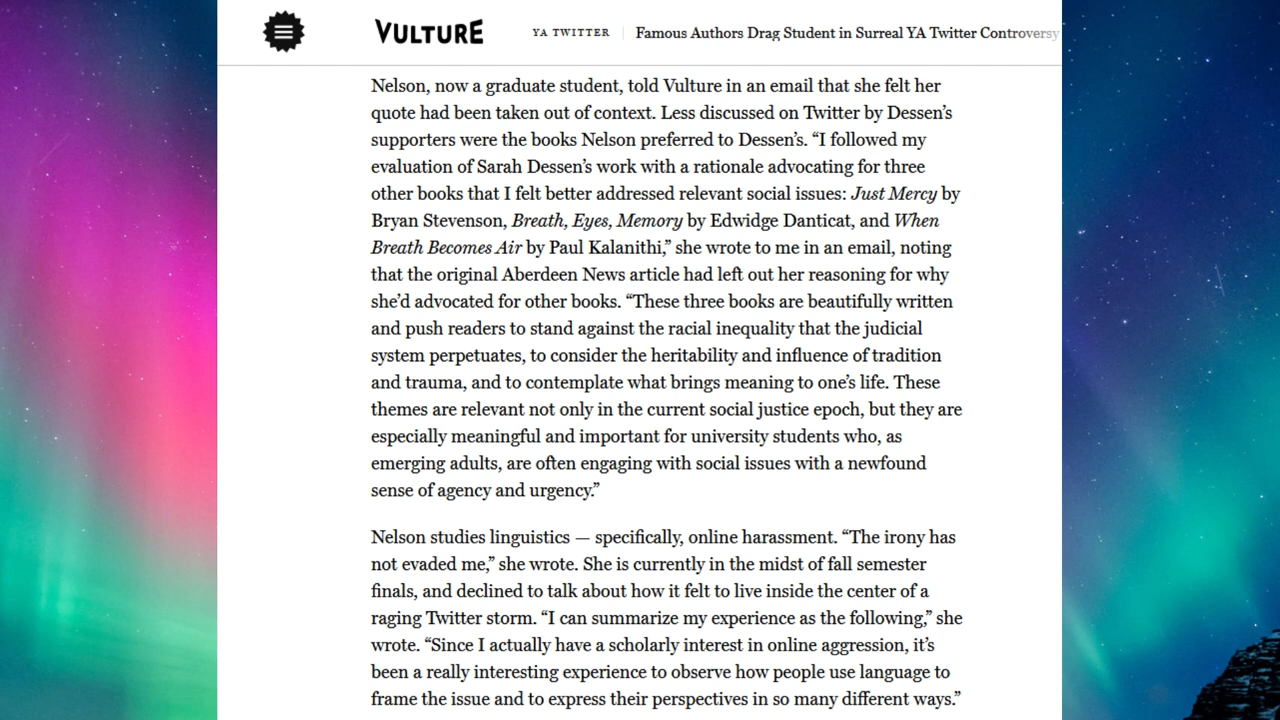 VULTURE
YA TWITTER
Famous Authors Drag Student in Surreal YA Twitter Controversy
Nelson, now a graduate student, told Vulture in an email that she felt her
quote had been taken out of context. Less discussed on Twitter by Dessen’s
supporters were the books Nelson preferred to Dessen’s. “I followed my
evaluation of Sarah Dessen’s work with a rationale advocating for three
other books that I felt better addressed relevant social issues: Just Mercy by
Bryan Stevenson, Breath, Eyes, Memory by Edwidge Danticat, and When
Breath Becomes Air by Paul Kalanithi,” she wrote to me in an email, noting
that the original Aberdeen News article had left out her reasoning for why
she’d advocated for other books. “These three books are beautifully written
and push readers to stand against the racial inequality that the judicial
system perpetuates, to consider the heritability and influence of tradition
and trauma, and to contemplate what brings meaning to one’s life. These
themes are relevant not only in the current social justice epoch, but they are
especially meaningful and important for university students who, as
emerging adults, are often engaging with social issues with a newfound
sense of agency and urgency.”
Nelson studies linguistics — specifically, online harassment. “The irony has
not evaded me,” she wrote. She is currently in the midst of fall semester
finals, and declined to talk about how it felt to live inside the center of a
raging Twitter storm. “I can summarize my experience as the following,” she
wrote. “Since I actually have a scholarly interest in online aggression, it’s
been a really interesting experience to observe how people use language to
frame the issue and to express their perspectives in so many different ways.”